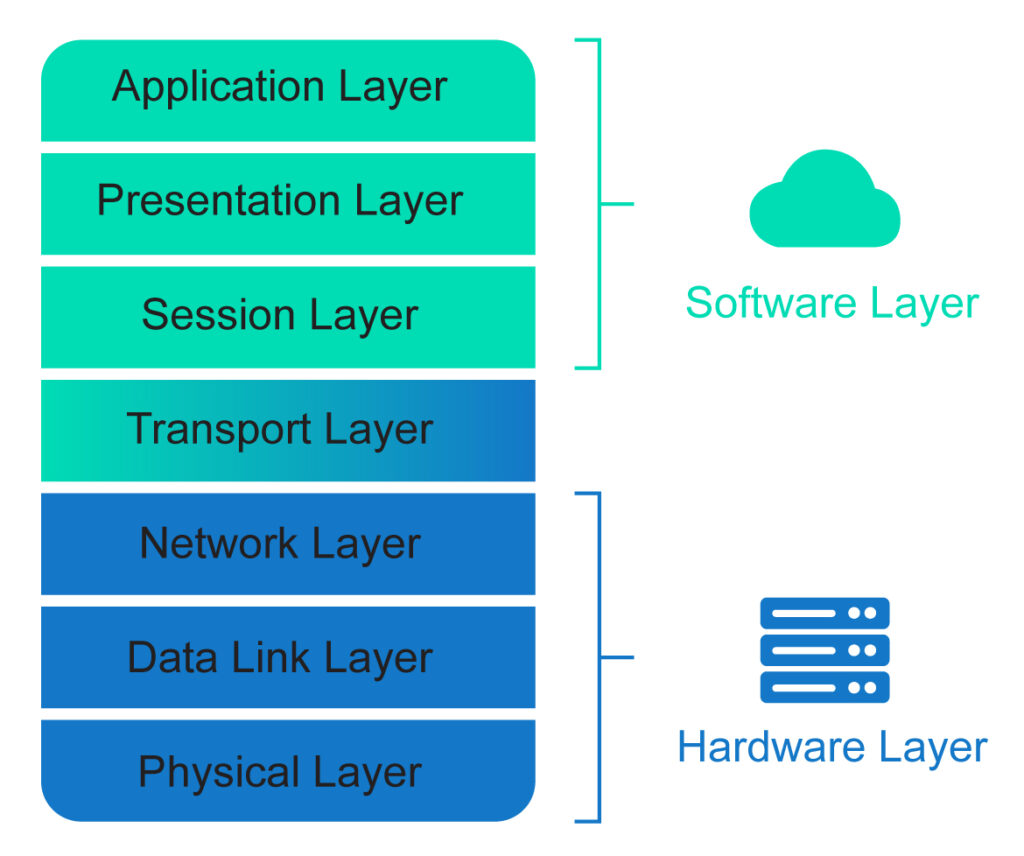 Application Layer
Presentation Layer
Session Layer
Transport Layer
Network Layer
Data Link Layer
Physical Layer
Software Layer
Hardware Layer